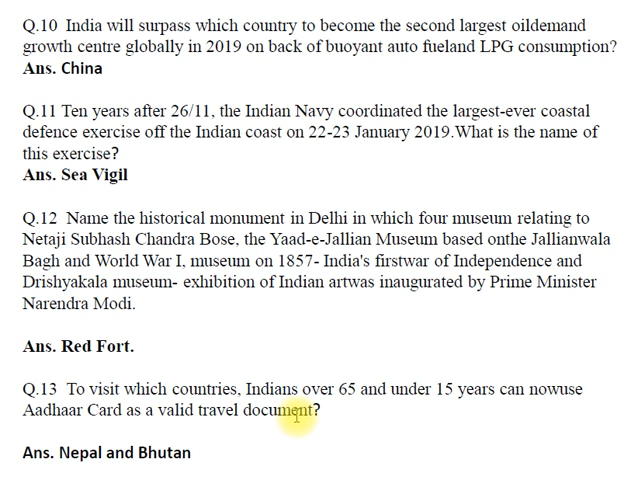 Q.10 India will surpass which country to become the second largest oildemand
growth centre globally in 2019 on back of buoyant auto fueland LPG consumption?
Ans. China
Q.11 Ten years after 26/11, the Indian Navy coordinated the largest-ever coastal
defence exercise off the Indian coast on 22-23 January 2019.What is the name of
this exercise?
Ans. Sea Vigil
Q.12 Name the historical monument in Delhi in which four museum relating to
Netaji Subhash Chandra Bose, the Yaad-e-Jallian Museum based onthe Jallianwala
Bagh and World War I, museum on 1857- India's firstwar of Independence and
Drishyakala museum- exhibition of Indian artwas inaugurated by Prime Minister
Narendra Modi.
Ans. Red Fort.
Q.13 To visit which countries, Indians over 65 and under 15 years can nowuse
Aadhaar Card as a valid travel document?
Ans. Nepal and Bhutan